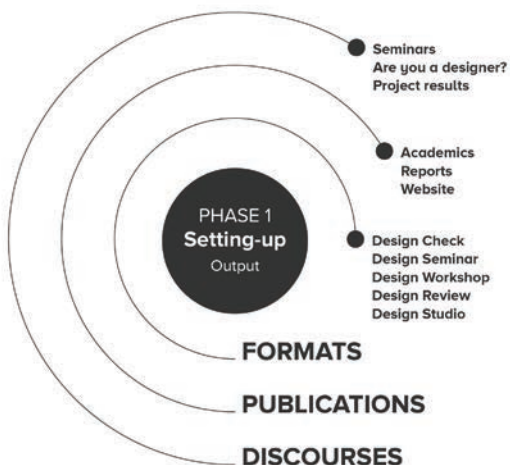 Seminars
Are you a designer?
Project results
Academics
Reports
Website
PHASE 1
Setting-up
Output
Design Check
Design Seminar
Design Workshop
Design Review
Design Studio
FORMATS
PUBLICATIONS
DISCOURSES